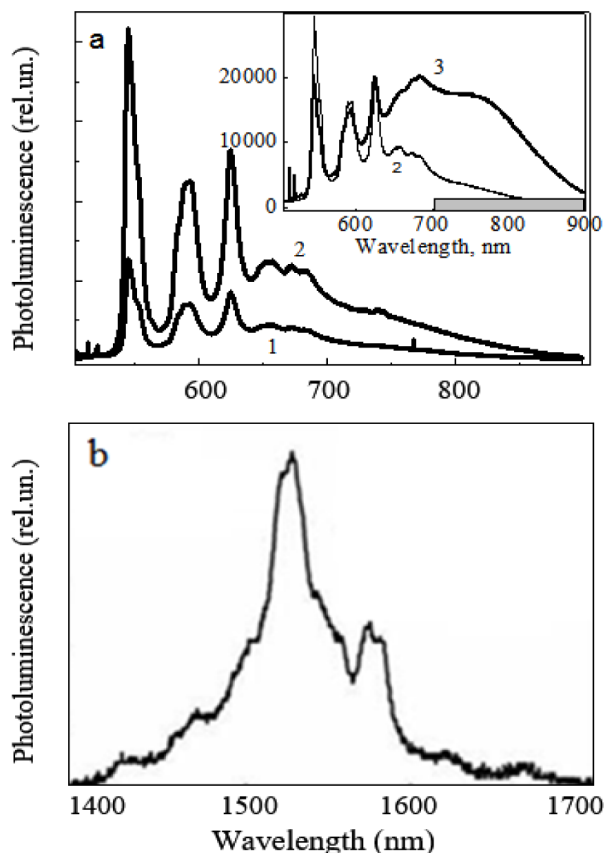 a
Photoluminescence (rel.un.)
20000
10000
0
3
2
600 700 800 900
Wavelength, nm
2
1
600 700 800
b
Photoluminescence (rel.un.)
1400 1500 1600 1700
Wavelength (nm)